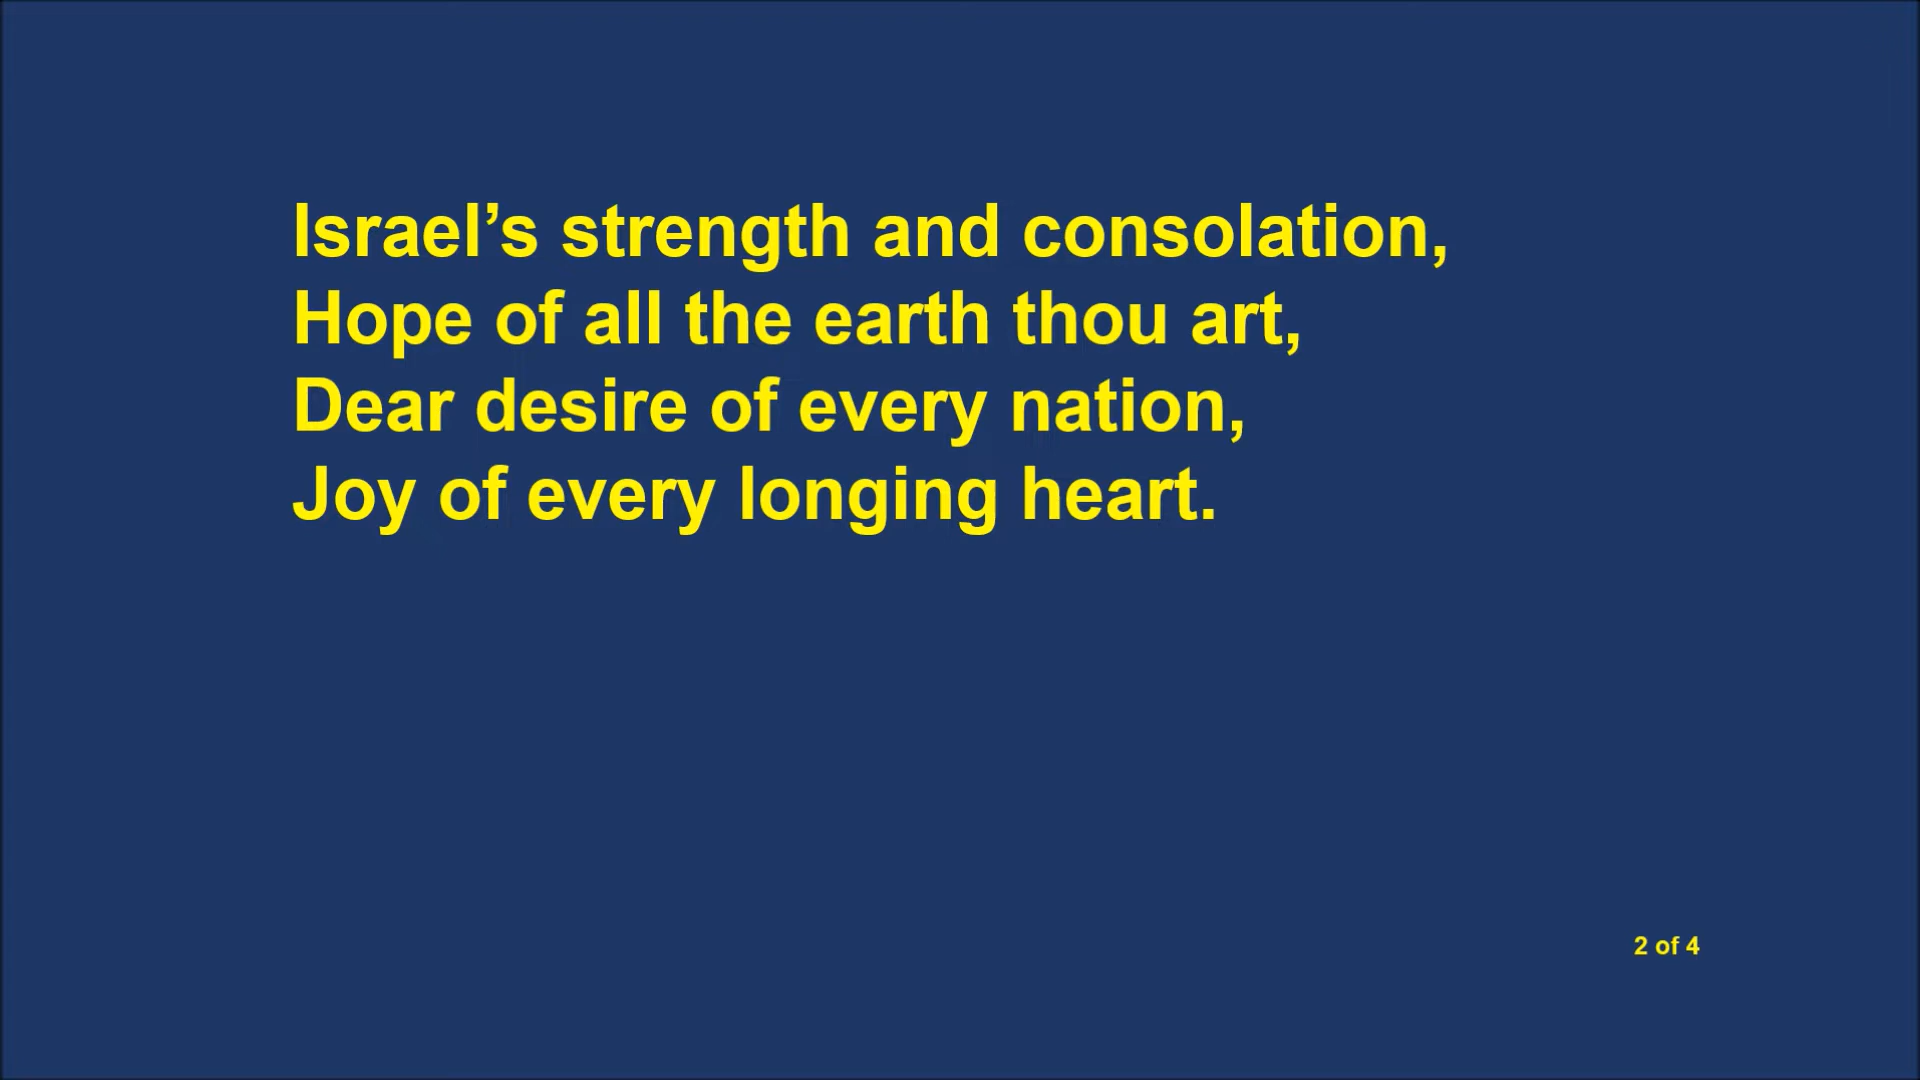 Israel’s strength and consolation,
Hope of all the earth thou art,
Dear desire of every nation,
Joy of every longing heart.
2 of 4